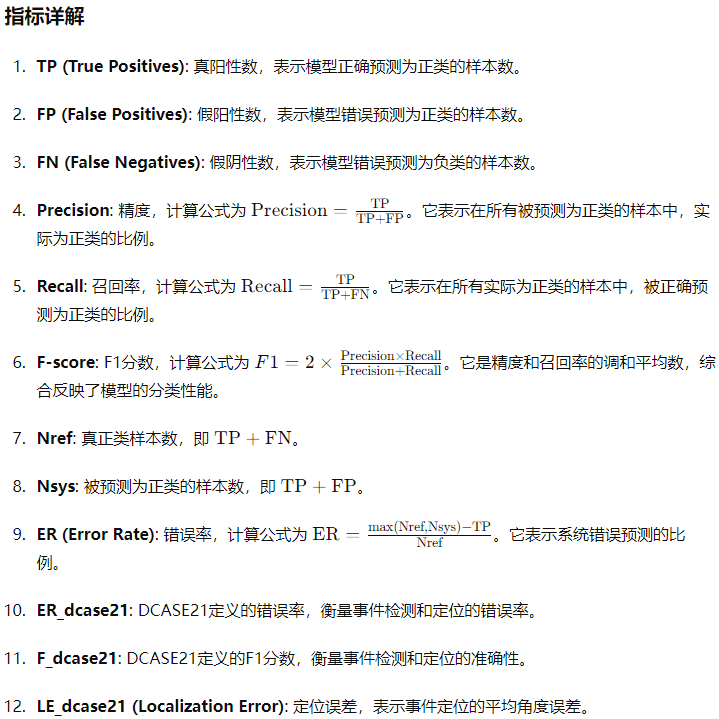 指标详解
1. TP (True Positives): 真阳性数，表示模型正确预测为正类的样本数。
2. FP (False Positives): 假阳性数，表示模型错误预测为正类的样本数。
3. FN (False Negatives): 假阴性数，表示模型错误预测为负类的样本数。
4. Precision: 精度，计算公式为 Precision = TP/(TP+FP)。它表示在所有被预测为正类的样本中，实
际为正类的比例。
5. Recall: 召回率，计算公式为 Recall = TP/(TP+FN)。它表示在所有实际为正类的样本中，被正确预
测为正类的比例。
6. F-score: F1分数，计算公式为 F1 = 2 × (Precision×Recall)/(Precision+Recall)。它是精度和召回率的调和平均数，综
合反映了模型的分类性能。
7. Nref: 真正类样本数，即 TP + FN。
8. Nsys: 被预测为正类的样本数，即 TP + FP。
9. ER (Error Rate): 错误率，计算公式为 ER = (max(Nref,Nsys)−TP)/Nref。它表示系统错误预测的比
例。
10. ER_dcase21: DCASE21定义的错误率，衡量事件检测和定位的错误率。
11. F_dcase21: DCASE21定义的F1分数，衡量事件检测和定位的准确性。
12. LE_dcase21 (Localization Error): 定位误差，表示事件定位的平均角度误差。